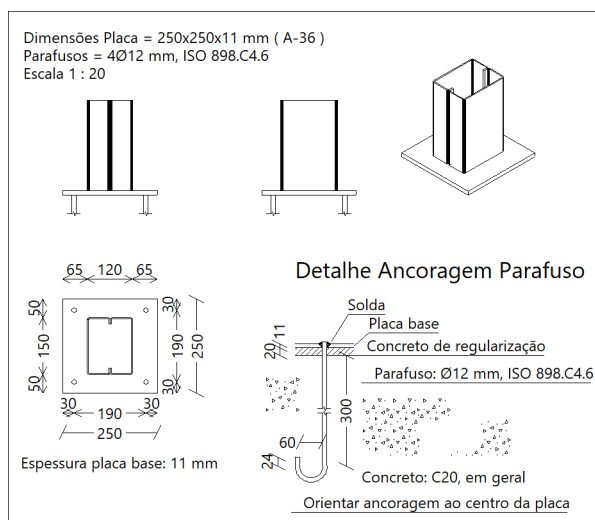 Dimensões Placa = 250x250x11 mm ( A-36 )
Parafusos = 4Ø12 mm, ISO 898.C4.6
Escala 1 : 20
65 120 65
50
150
50
30
190
30
250
30
190
30
250
Espessura placa base: 11 mm
Detalhe Ancoragem Parafuso
Solda
Placa base
Concreto de regularização
Parafuso: Ø12 mm, ISO 898.C4.6
11
20
300
60
24
Concreto: C20, em geral
Orientar ancoragem ao centro da placa